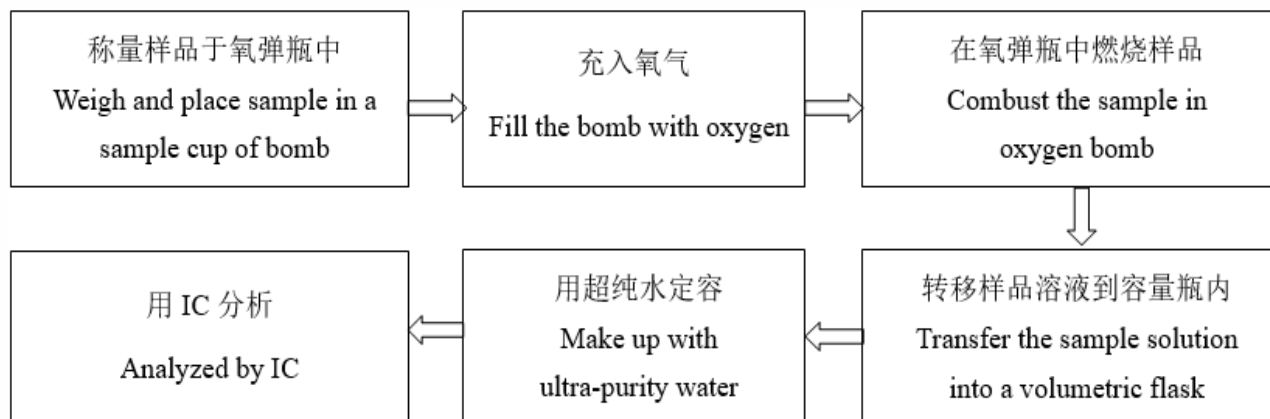 称量样品于氧弹瓶中
Weigh and place sample in a
sample cup of bomb
充入氧气
Fill the bomb with oxygen
在氧弹瓶中燃烧样品
Combust the sample in
oxygen bomb
转移样品溶液到容量瓶内
Transfer the sample solution
into a volumetric flask
用超纯水定容
Make up with
ultra-purity water
用 IC 分析
Analyzed by IC